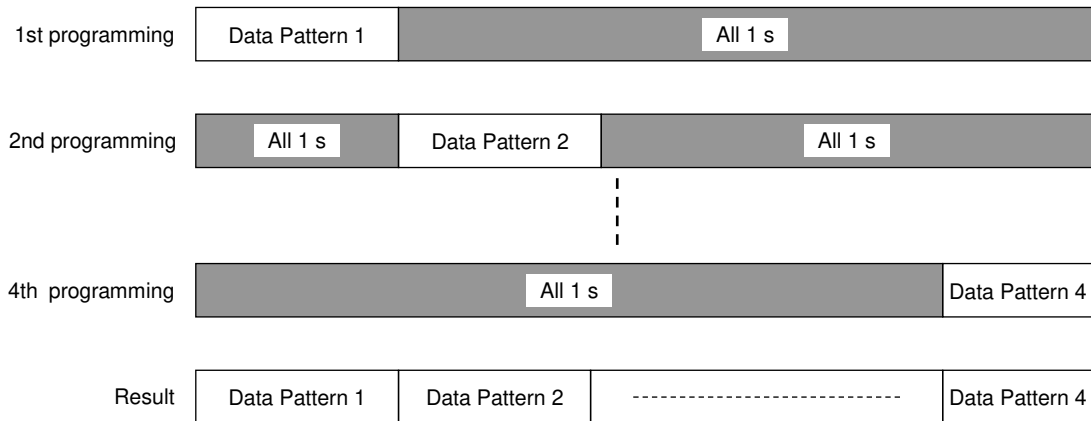 1st programming Data Pattern 1 All 1 s
2nd programming All 1 s Data Pattern 2 All 1 s
4th programming All 1 s Data Pattern 4
Result Data Pattern 1 Data Pattern 2 Data Pattern 4